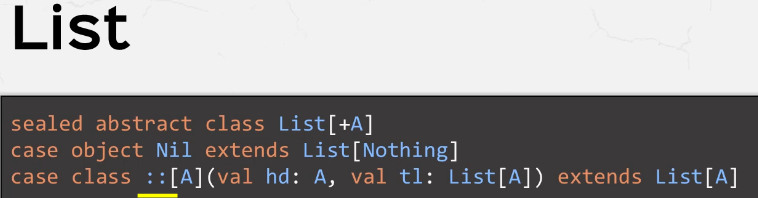 List
sealed abstract class List[+A]
case object Nil extends List[Nothing]
case class ::[A](val hd: A, val tl: List[A]) extends List[A]